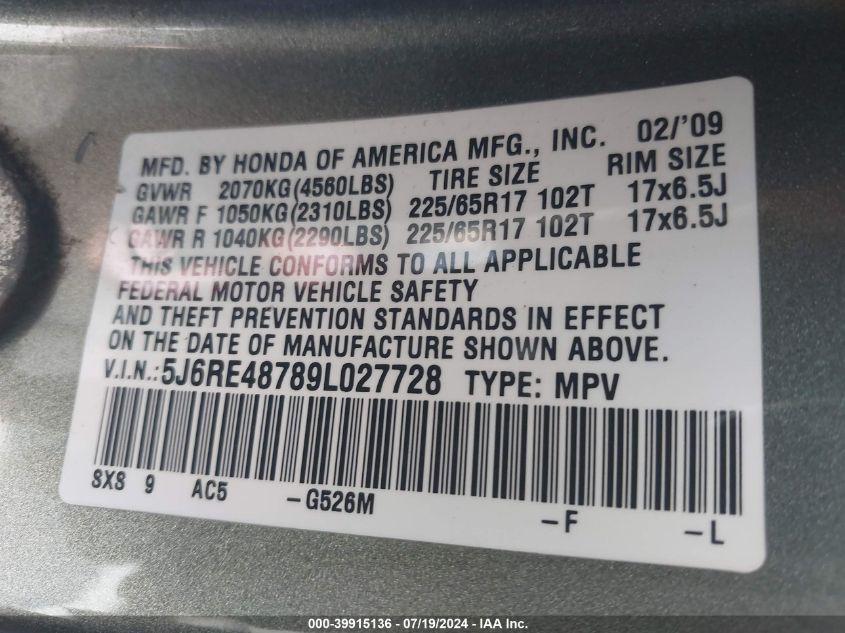 MFD. BY HONDA OF AMERICA MFG., INC. 02/'09
GVWR 2070KG(4560LBS) TIRE SIZE RIM SIZE
GAWR F 1050KG(2310LBS) 225/65R17 102T 17x6.5J
GAWR R 1040KG(2290LBS) 225/65R17 102T 17x6.5J
THIS VEHICLE CONFORMS TO ALL APPLICABLE
FEDERAL MOTOR VEHICLE SAFETY
AND THEFT PREVENTION STANDARDS IN EFFECT
ON THE DATE OF MANUFACTURE SHOWN ABOVE.
V.I.N.:5J6RE48789L027728 TYPE: MPV
SXS 9 AC5 -G526M -F -L
000-39915136 - 07/19/2024 - IAA Inc.